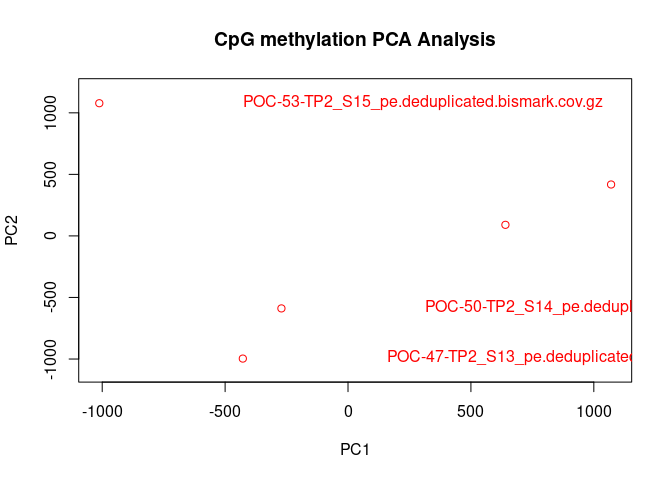 CpG methylation PCA Analysis
POC-53-TP2_S15_pe.deduplicated.bismark.cov.gz
POC-50-TP2_S14_pe.dedupl
POC-47-TP2_S13_pe.deduplicated
PC2
1000
500
0
-500
-1000
-1000
-500
0
500
1000
PC1